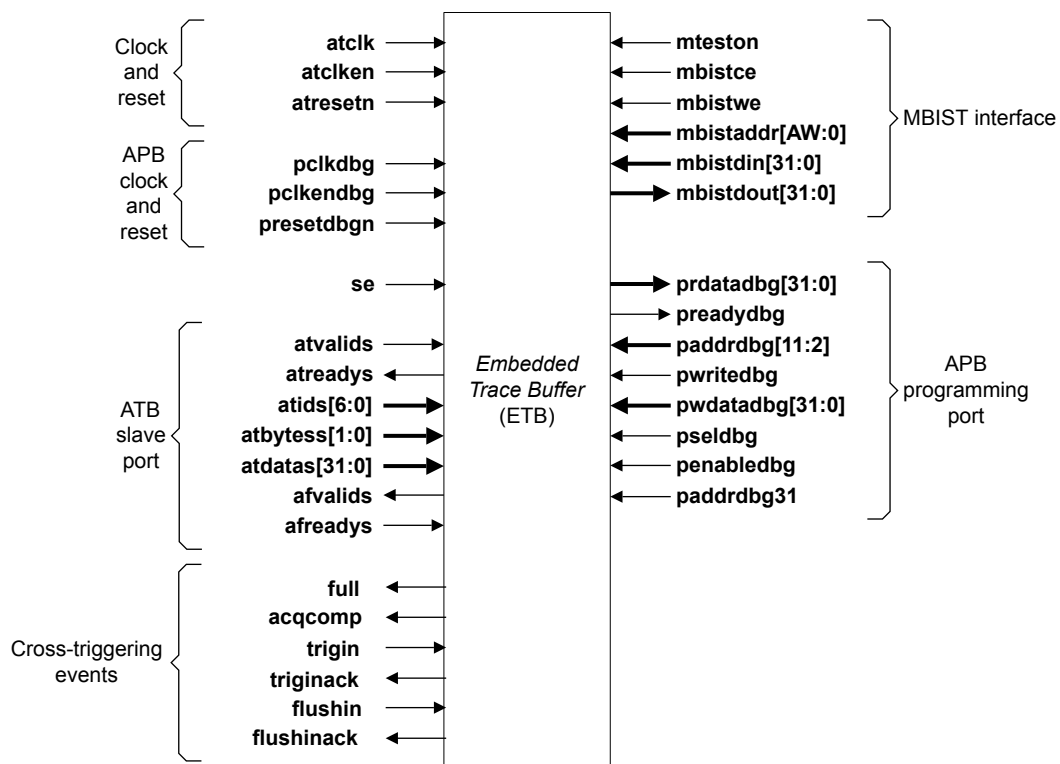 Clock
and
reset
atclk
atclken
atresetn
APB
clock
and
reset
pclkdbg
pclkendbg
presetdbgn
se
ATB
slave
port
atvalids
atreadys
atids[6:0]
atbytess[1:0]
atdatas[31:0]
afvalids
afreadys
Cross-triggering
events
full
acqcomp
trigin
triginack
flushin
flushinack
Embedded
Trace Buffer
(ETB)
mteston
mbistce
mbistwe
mbistaddr[AW:0]
mbistdin[31:0]
mbistdout[31:0]
MBIST interface
prdatadbg[31:0]
preadydbg
paddrdbg[11:2]
pwritedbg
pwdatadbg[31:0]
pseldbg
penabledbg
paddrdbg31
APB
programming
port